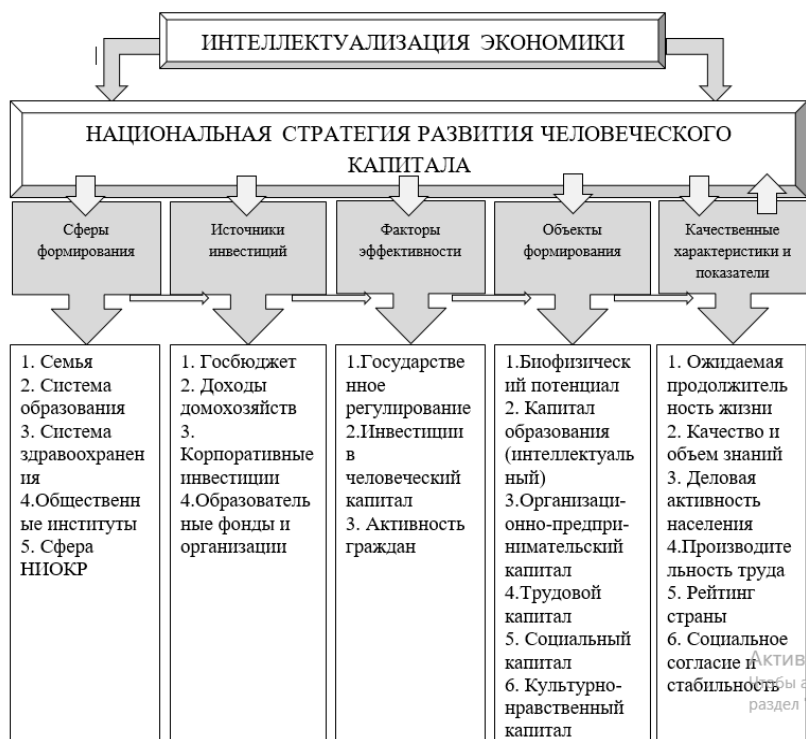 ИНТЕЛЛЕКТУАЛИЗАЦИЯ ЭКОНОМИКИ
НАЦИОНАЛЬНАЯ СТРАТЕГИЯ РАЗВИТИЯ ЧЕЛОВЕЧЕСКОГО
КАПИТАЛА
Сферы
формирования
Источники
инвестиций
Факторы
эффективности
Объекты
формирования
Качественные
характеристики и
показатели
1. Семья
2. Система
образования
3. Система
здравоохранен
ия
4.Общественн
ые институты
5. Сфера
НИОКР
1. Госбюджет
2. Доходы
домохозяйств
3.
Корпоративные
инвестиции
4.Образователь
ные фонды и
организации
1.Государстве
нное
регулирование
2.Инвестиции
в
человеческий
капитал
3. Активность
граждан
1.Биофизическ
ий потенциал
2. Капитал
образования
(интеллектуаль
ный)
3.Организаци-
онно-предпри-
нимательский
капитал
4.Трудовой
капитал
5. Социальный
капитал
6. Культурно-
нравственный
капитал
1. Ожидаемая
продолжитель
ность жизни
2. Качество и
объем знаний
3. Деловая
активность
населения
4.Производите
льность труда
5. Рейтинг
страны
6. Социальное
согласие и
стабильность
Актив
Чтобы а
раздел